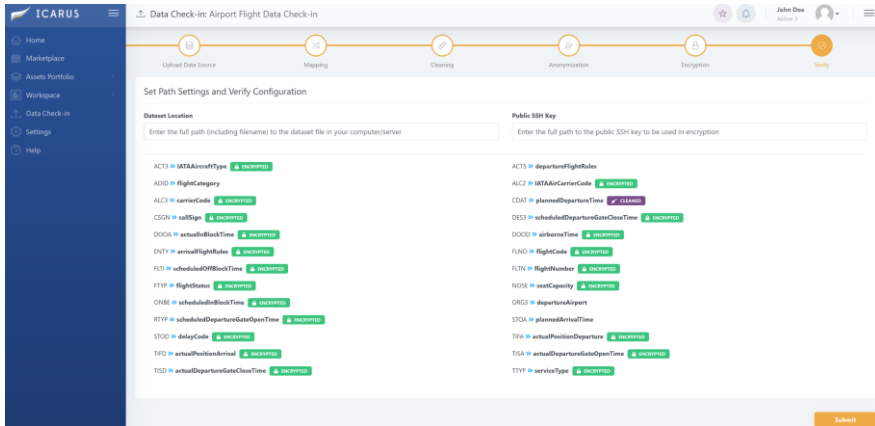 ICARUS
Data Check-in: Airport Flight Data Check-in
John Doe
Airline 3
Home
Marketplace
Assets Portfolio
Workspace
Data Check-in
Settings
Help
Upload Data Source
Mapping
Cleaning
Anonymization
Encryption
Verify
Set Path Settings and Verify Configuration
Dataset Location
Enter the full path (including filename) to the dataset file in your computer/server
Public SSH Key
Enter the full path to the public SSH key to be used in encryption
ACT3 » IATAAircraftType ENCRYPTED
ADID » flightCategory
ALC3 » carrierCode ENCRYPTED
CSGN » callSign ENCRYPTED
DOOA » actualInBlockTime ENCRYPTED
ENTY » arrivalFlightRules ENCRYPTED
FLTI » scheduledOffBlockTime ENCRYPTED
FTYP » flightStatus ENCRYPTED
ONBE » scheduledInBlockTime ENCRYPTED
RTYP » scheduledDepartureGateOpenTime ENCRYPTED
STOD » delayCode ENCRYPTED
TIFD » actualPositionArrival ENCRYPTED
TISD » actualDepartureGateCloseTime ENCRYPTED
ACT5 » departureFlightRules
ALC2 » IATAAirCarrierCode ENCRYPTED
CDAT » plannedDepartureTime CLEANED
DES3 » scheduledDepartureGateCloseTime ENCRYPTED
DOOD » airborneTime ENCRYPTED
FLNO » flightCode ENCRYPTED
FLTN » flightNumber ENCRYPTED
NOSE » seatCapacity ENCRYPTED
ORG3 » departureAirport
STOA » plannedArrivalTime
TIFA » actualPositionDeparture ENCRYPTED
TISA » actualDepartureGateOpenTime ENCRYPTED
TTYP » serviceType ENCRYPTED
Submit